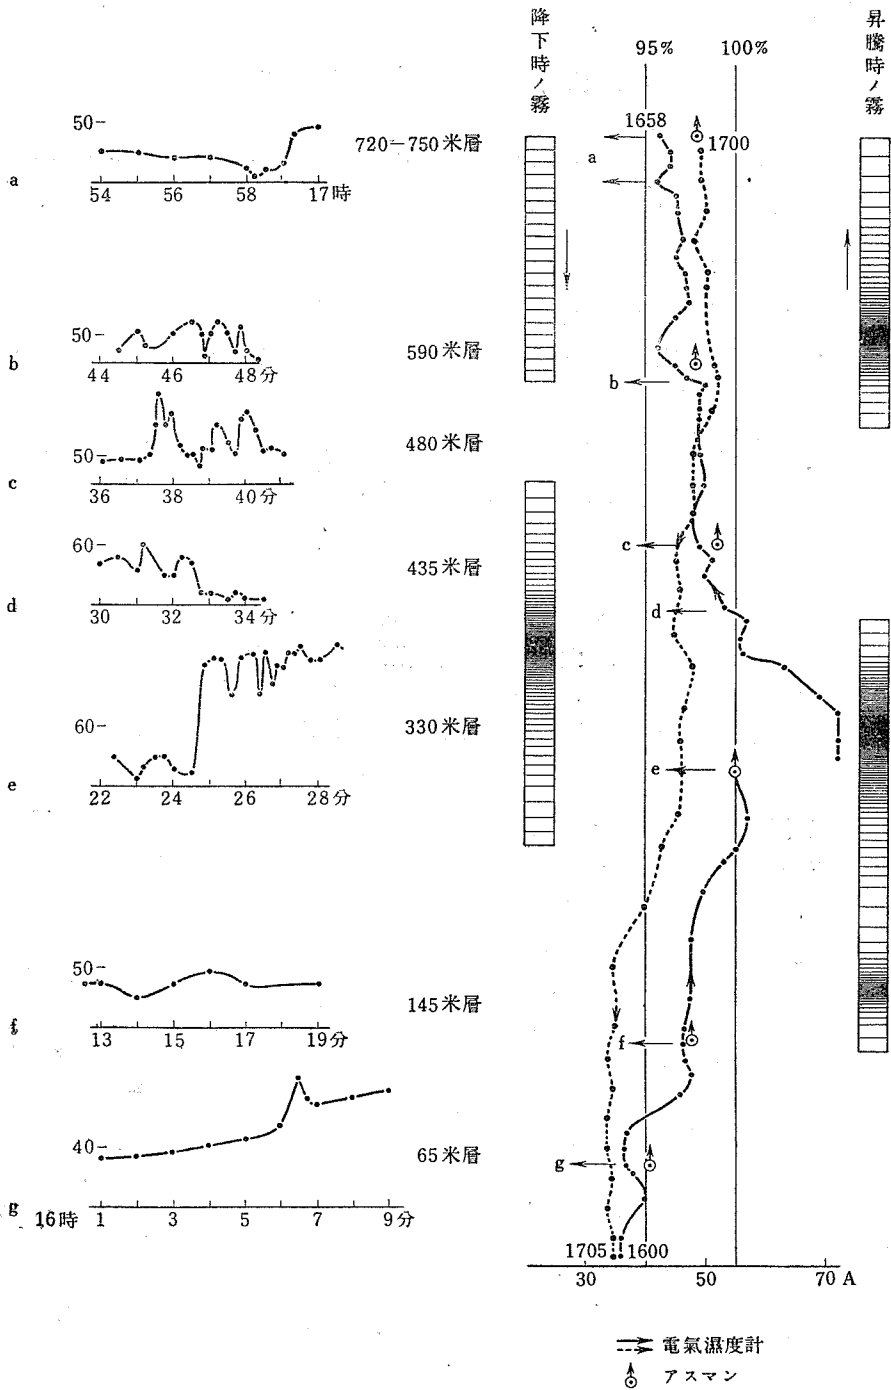 降下時ノ霧
昇騰時ノ霧
95% 100%
1658
1700
a
b
c
d
e
f
g
1705 1600
30 50 70 A
電氣濕度計
アスマン
50
720-750米層
a
54 56 58 17時
50
590米層
b
44 46 48分
50
480米層
c
36 38 40分
60
435米層
d
30 32 34分
60
330米層
e
22 24 26 28分
50
145米層
f
13 15 17 19分
40
65米層
g
16時 1 3 5 7 9分